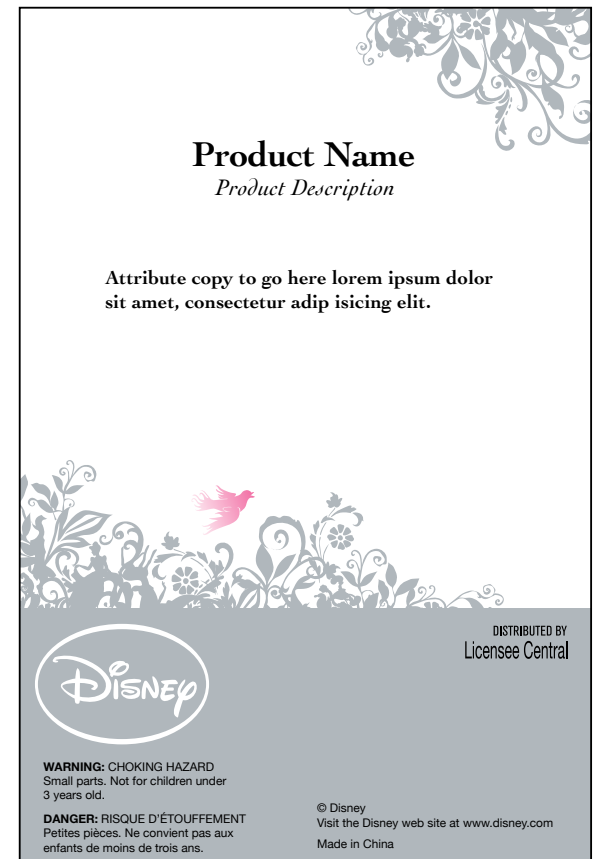 Product Name
Product Description
Attribute copy to go here lorem ipsum dolor
sit amet, consectetur adip isicing elit.
DISTRIBUTED BY
Licensee Central
Disney
WARNING: CHOKING HAZARD
Small parts. Not for children under
3 years old.
DANGER: RISQUE D'ÉTOUFFEMENT
Petites pièces. Ne convient pas aux
enfants de moins de trois ans.
© Disney
Visit the Disney web site at www.disney.com
Made in China